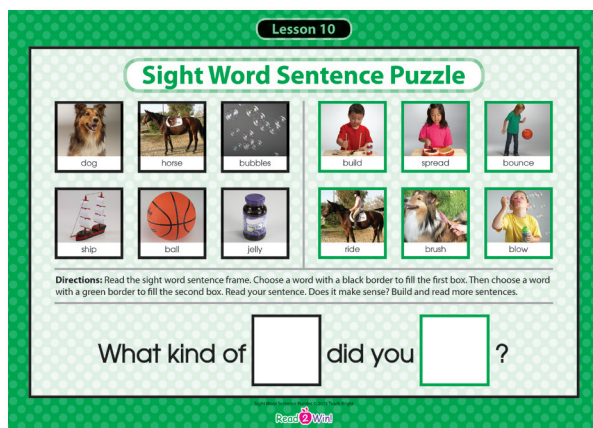 Lesson 10
Sight Word Sentence Puzzle
dog
horse
bubbles
build
spread
bounce
ship
ball
jelly
ride
brush
blow
Directions: Read the sight word sentence frame. Choose a word with a black border to fill the first box. Then choose a word
with a green border to fill the second box. Read your sentence. Does it make sense? Build and read more sentences.
What kind of did you ?
Read 2 Win!